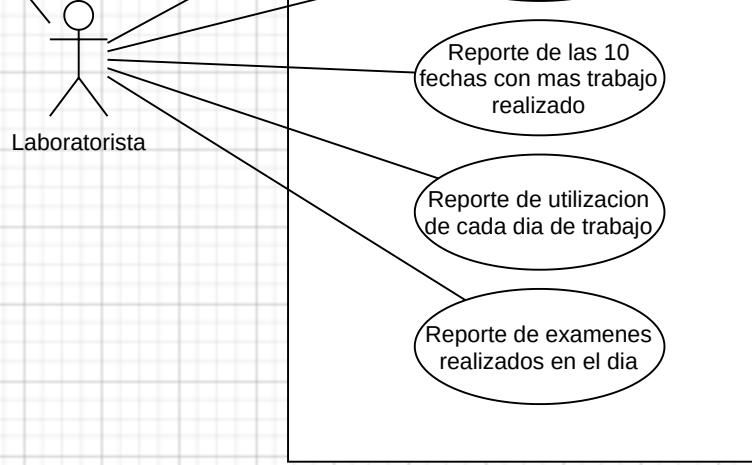 Reporte de las 10
fechas con mas trabajo
realizado
Laboratorista
Reporte de utilizacion
de cada dia de trabajo
Reporte de examenes
realizados en el dia